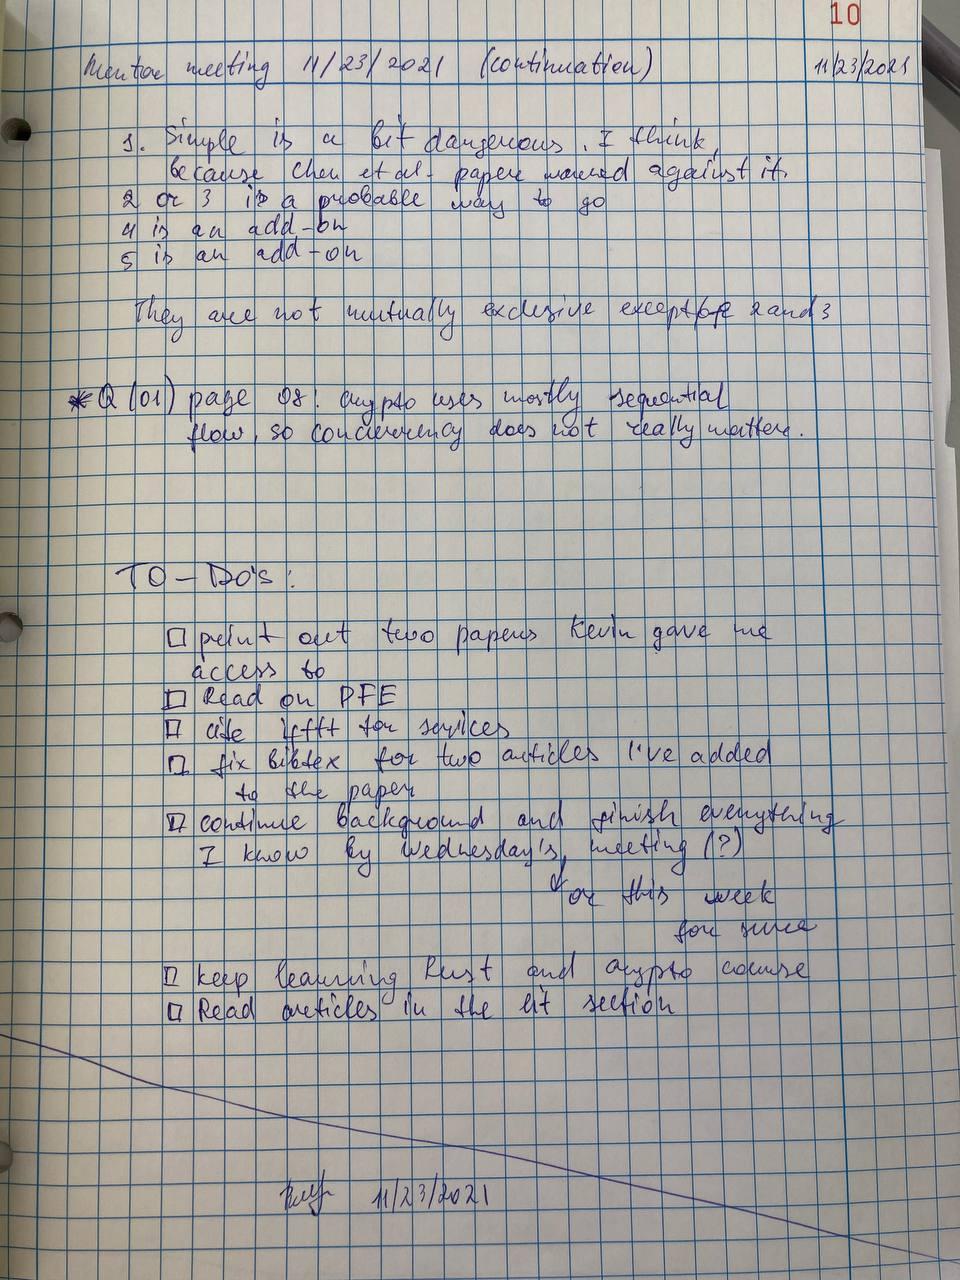 10
Mentor meeting 11/23/2021 (continuation) 11/23/2021
1. Simple is a bit dangerous, I think,
because Chen et al. paper warned against it.
2 or 3 is a probable way to go
4 is an add-on
5 is an add-on
They are not mutually exclusive except for 2 and 3
* Q (01) page 08: crypto uses mostly sequential
flow, so concurrency does not really matter.
TO-DO's:
□ print out two papers Kevin gave me
access to
□ Read on PFE
□ cite ifttt for services
□ fix bibtex for two articles I've added
to the paper
□ continue background and finish everything
I know by Wednesday's meeting (?)
or this week
for sure
□ keep learning Rust and crypto course
□ Read articles in the lit section
11/23/2021